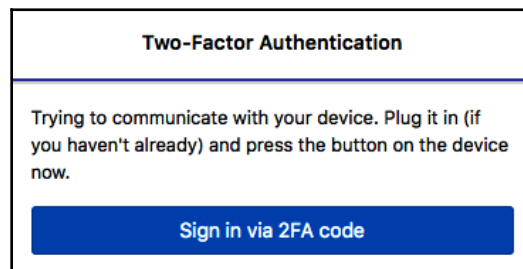 Two-Factor Authentication
Trying to communicate with your device. Plug it in (if
you haven't already) and press the button on the device
now.
Sign in via 2FA code